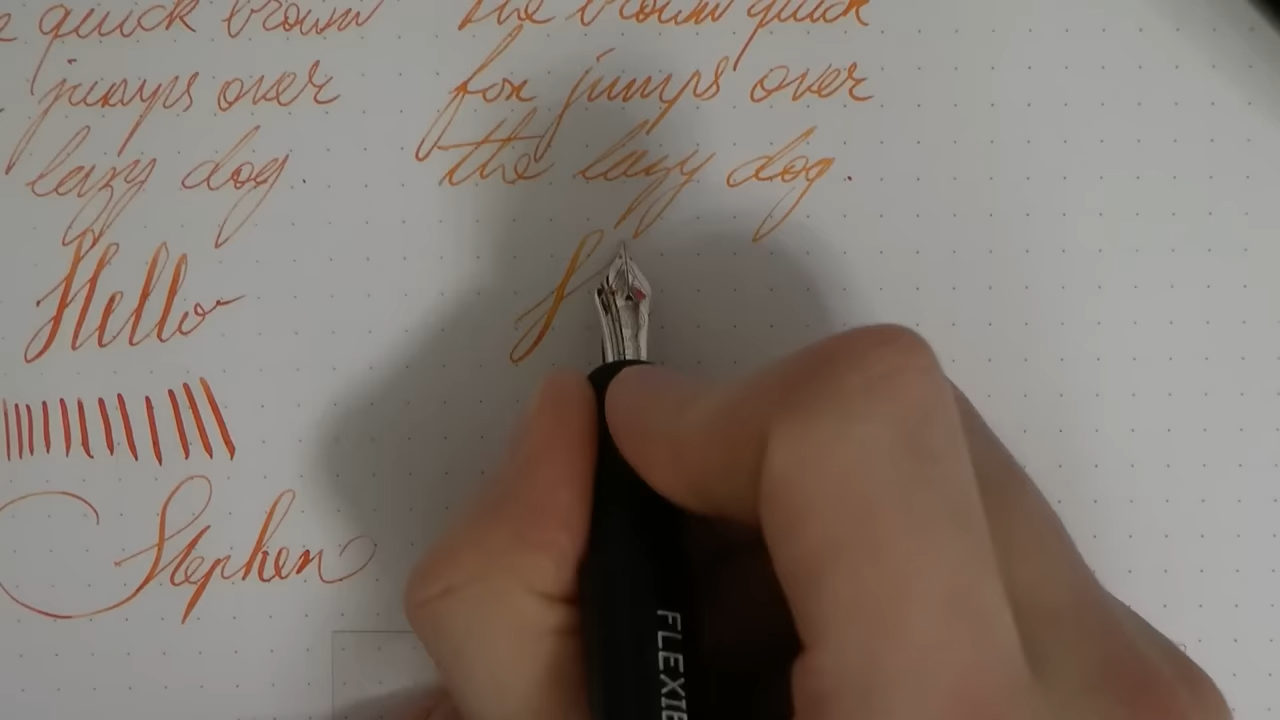 quick brown
jumps over
lazy dog.
Hello
Stephen
the brown quick
fox jumps over
the lazy dog.
FLEXIB